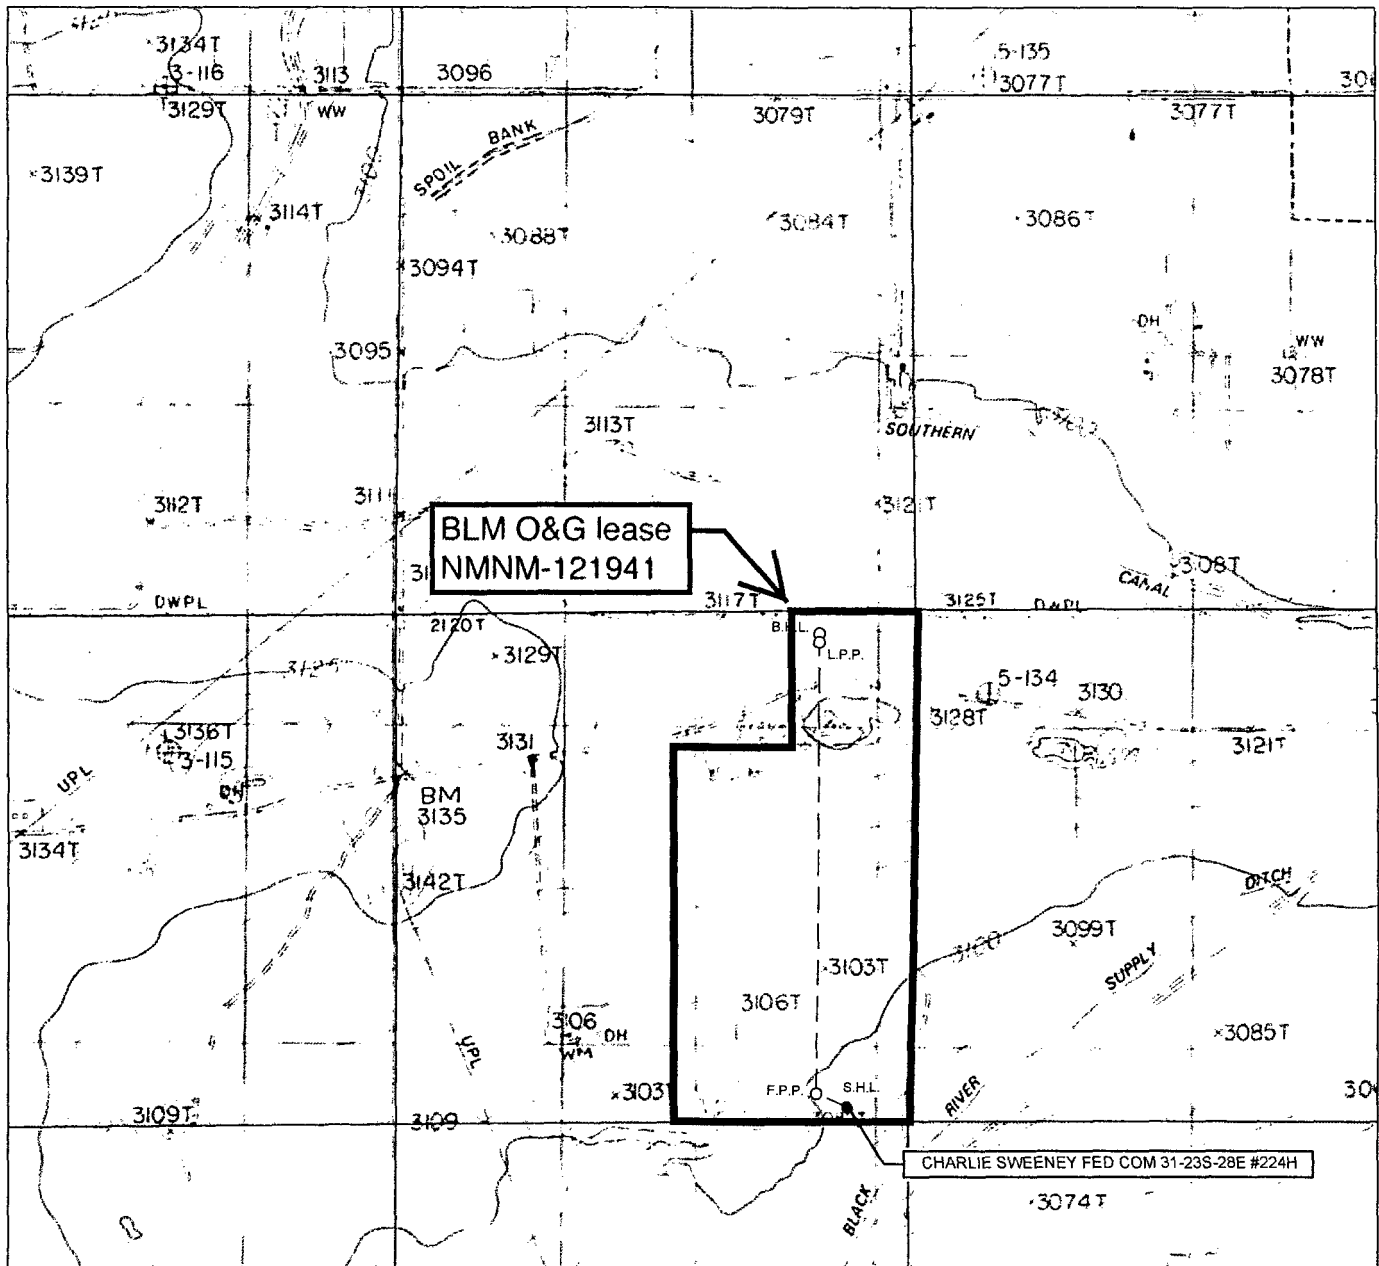 3134T
3-116
3113
3096
5-135
3077T
3129T
WW
3079T
3077T
SPOIL BANK
3139T
3114T
3088T
3084T
3086T
3094T
DH
3095
WW
3078T
3113T
SOUTHERN
3112T
3121T
BLM O&G lease
NMNM-121941
3108T
CANAL
DWPL
3117T
3125T
DWPL
2120T
B.H.L.
L.P.P.
3129T
5-134
3130
3128T
3136T
3-115
3131
3121T
UPL
DH
BM
3135
3134T
3142T
DITCH
3100
3099T
3103T
SUPPLY
3106T
3106
DH
WM
UPL
3085T
F.P.P.
S.H.L.
RIVER
3109T
3109
CHARLIE SWEENEY FED COM 31-23S-28E #224H
BLACK
3074T